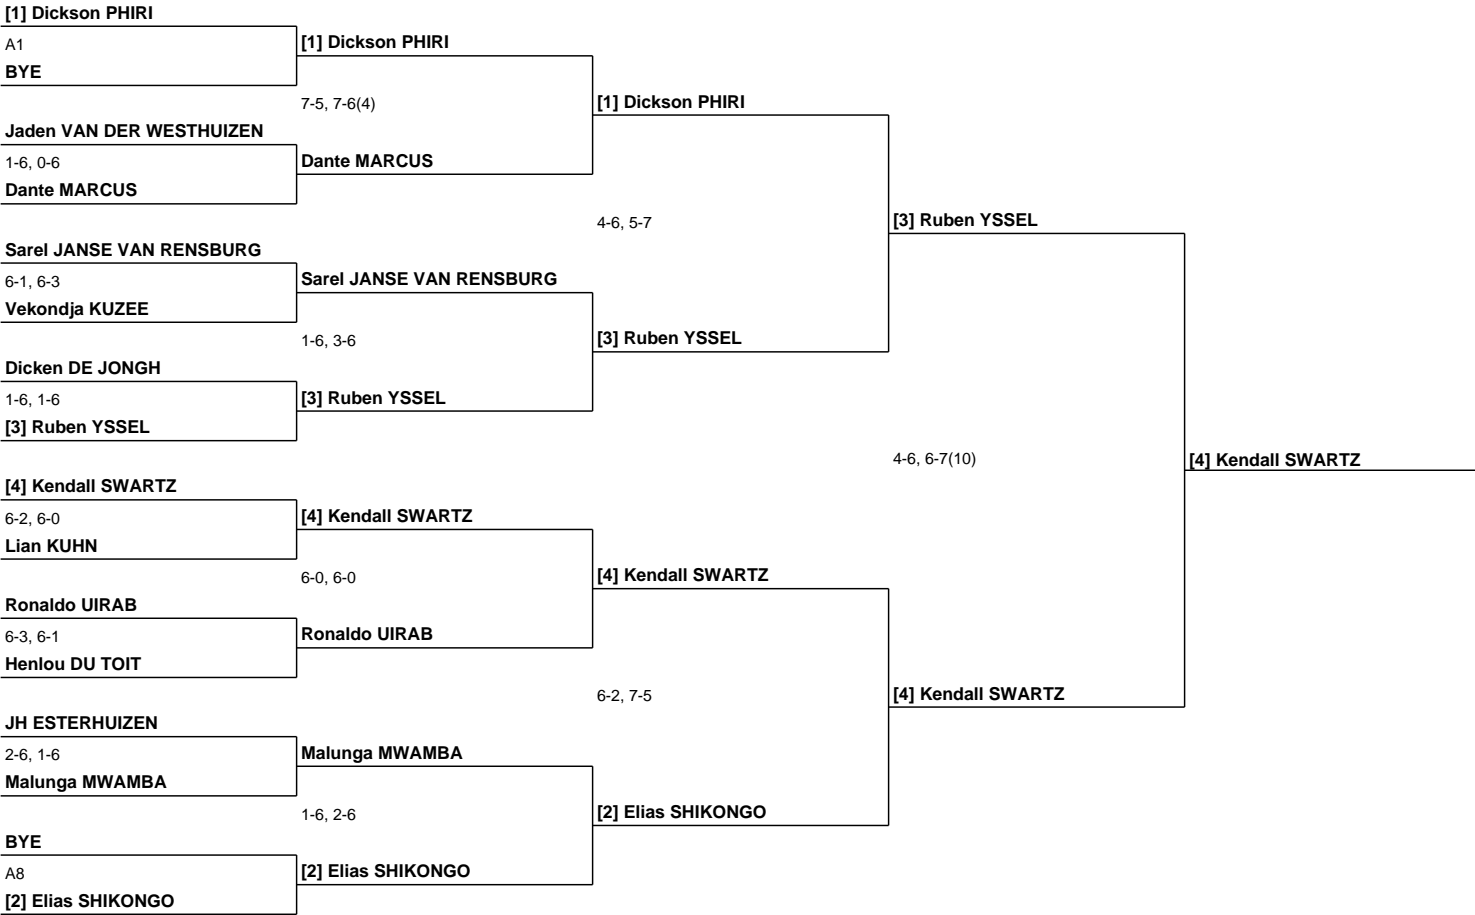 [1] Dickson PHIRI
A1
BYE
Jaden VAN DER WESTHUIZEN
1-6, 0-6
Dante MARCUS
Sarel JANSE VAN RENSBURG
6-1, 6-3
Vekondja KUZEE
Dicken DE JONGH
1-6, 1-6
[3] Ruben YSSEL
[4] Kendall SWARTZ
6-2, 6-0
Lian KUHN
Ronaldo UIRAB
6-3, 6-1
Henlou DU TOIT
JH ESTERHUIZEN
2-6, 1-6
Malunga MWAMBA
BYE
A8
[2] Elias SHIKONGO
[1] Dickson PHIRI
7-5, 7-6(4)
Dante MARCUS
Sarel JANSE VAN RENSBURG
1-6, 3-6
[3] Ruben YSSEL
[4] Kendall SWARTZ
6-0, 6-0
Ronaldo UIRAB
Malunga MWAMBA
1-6, 2-6
[2] Elias SHIKONGO
[1] Dickson PHIRI
4-6, 5-7
[3] Ruben YSSEL
[4] Kendall SWARTZ
6-2, 7-5
[2] Elias SHIKONGO
[3] Ruben YSSEL
4-6, 6-7(10)
[4] Kendall SWARTZ
[4] Kendall SWARTZ